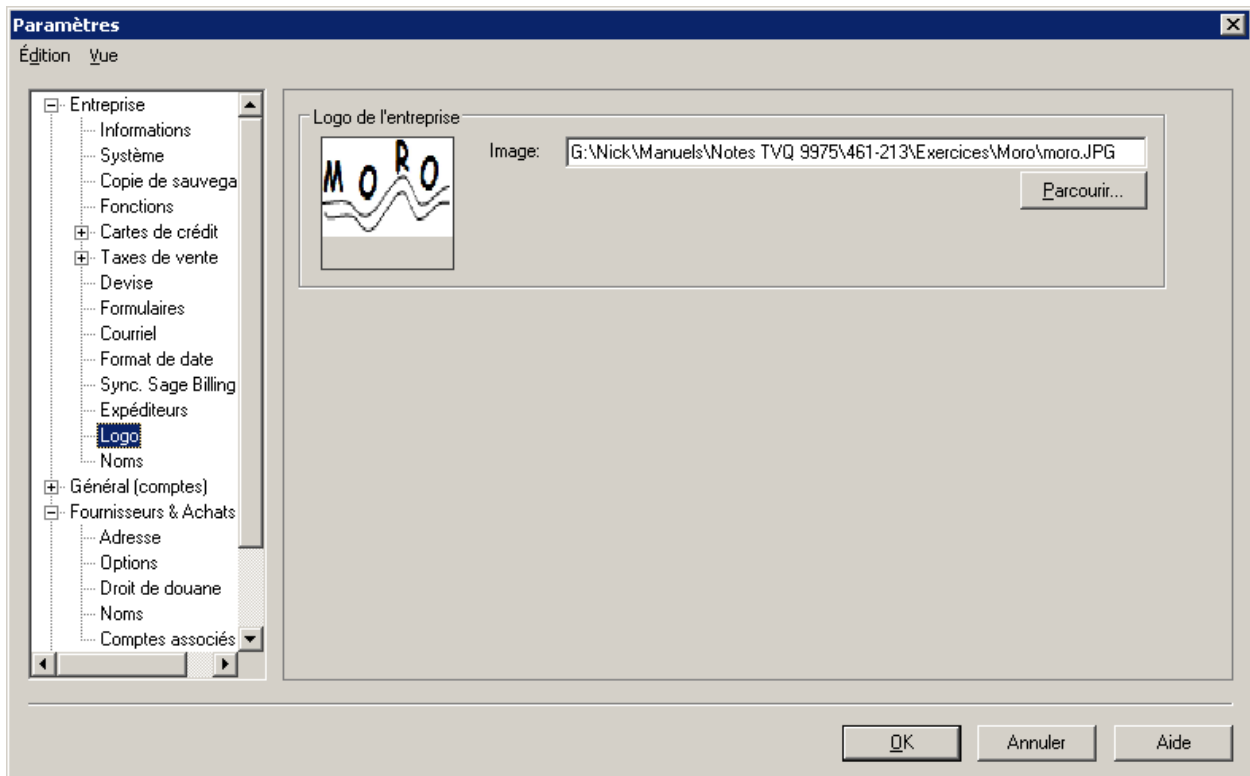 Paramètres
Édition Vue
Entreprise
Informations
Système
Copie de sauvega
Fonctions
Cartes de crédit
Taxes de vente
Devise
Formulaires
Courriel
Format de date
Sync. Sage Billing
Expéditeurs
Logo
Noms
Général (comptes)
Fournisseurs & Achats
Adresse
Options
Droit de douane
Noms
Comptes associés
Logo de l'entreprise
MORO
Image: G:\Nick\Manuels\Notes TVQ 9975\461-213\Exercices\Moro\moro.JPG
Parcourir...
OK Annuler Aide